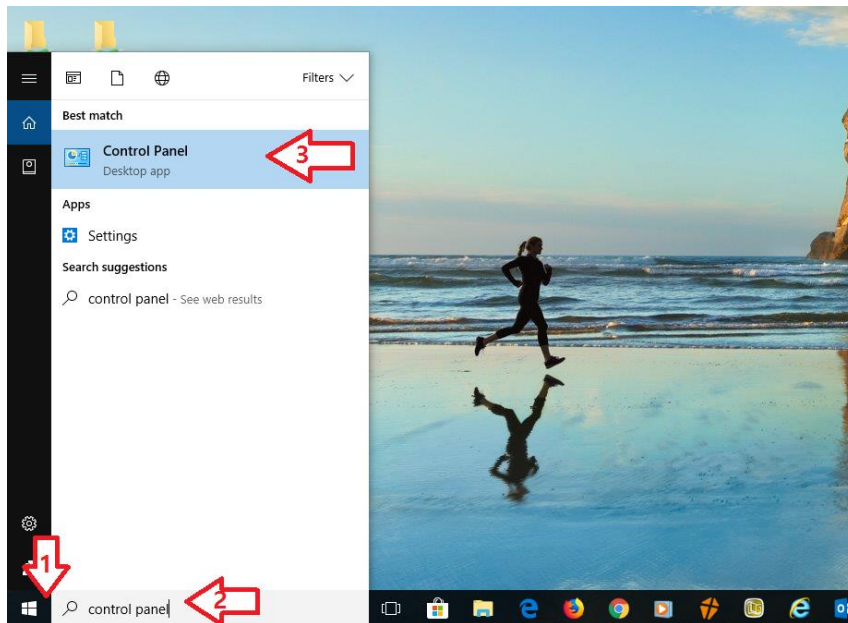 Filters
Best match
Control Panel
3
Desktop app
Apps
Settings
Search suggestions
control panel - See web results
1
control panel
2